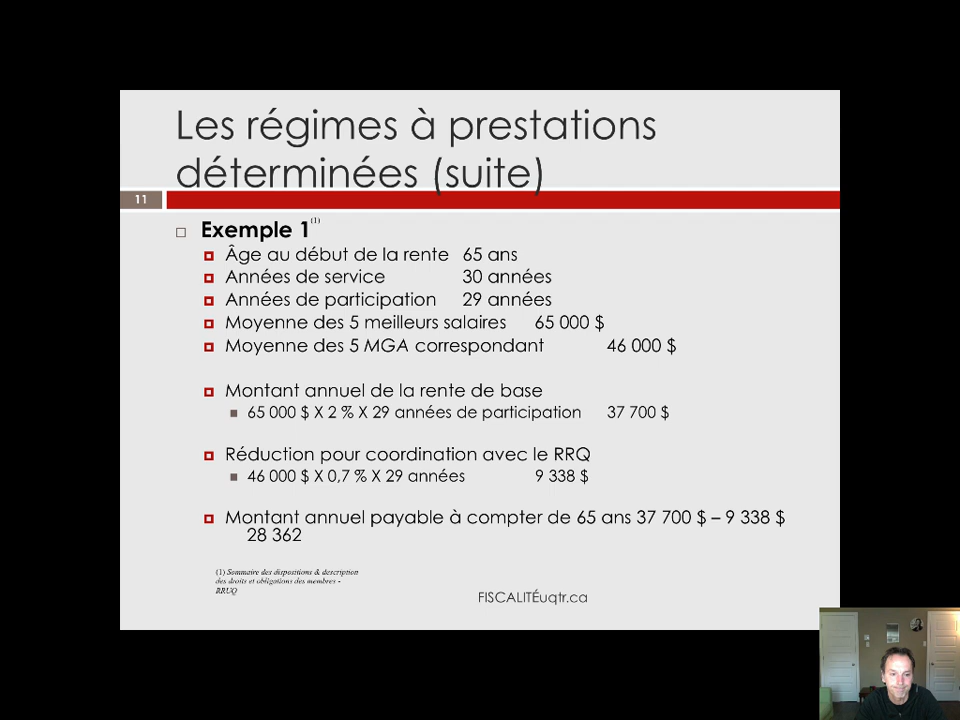 Les régimes à prestations
déterminées (suite)
11
Exemple 1 (1)
Âge au début de la rente 65 ans
Années de service 30 années
Années de participation 29 années
Moyenne des 5 meilleurs salaires 65 000 $
Moyenne des 5 MGA correspondant 46 000 $
Montant annuel de la rente de base
65 000 $ X 2 % X 29 années de participation 37 700 $
Réduction pour coordination avec le RRQ
46 000 $ X 0,7 % X 29 années 9 338 $
Montant annuel payable à compter de 65 ans 37 700 $ – 9 338 $
28 362
(1) Sommaire des dispositions & description
des droits et obligations des membres -
RRUQ
FISCALITÉuqtr.ca